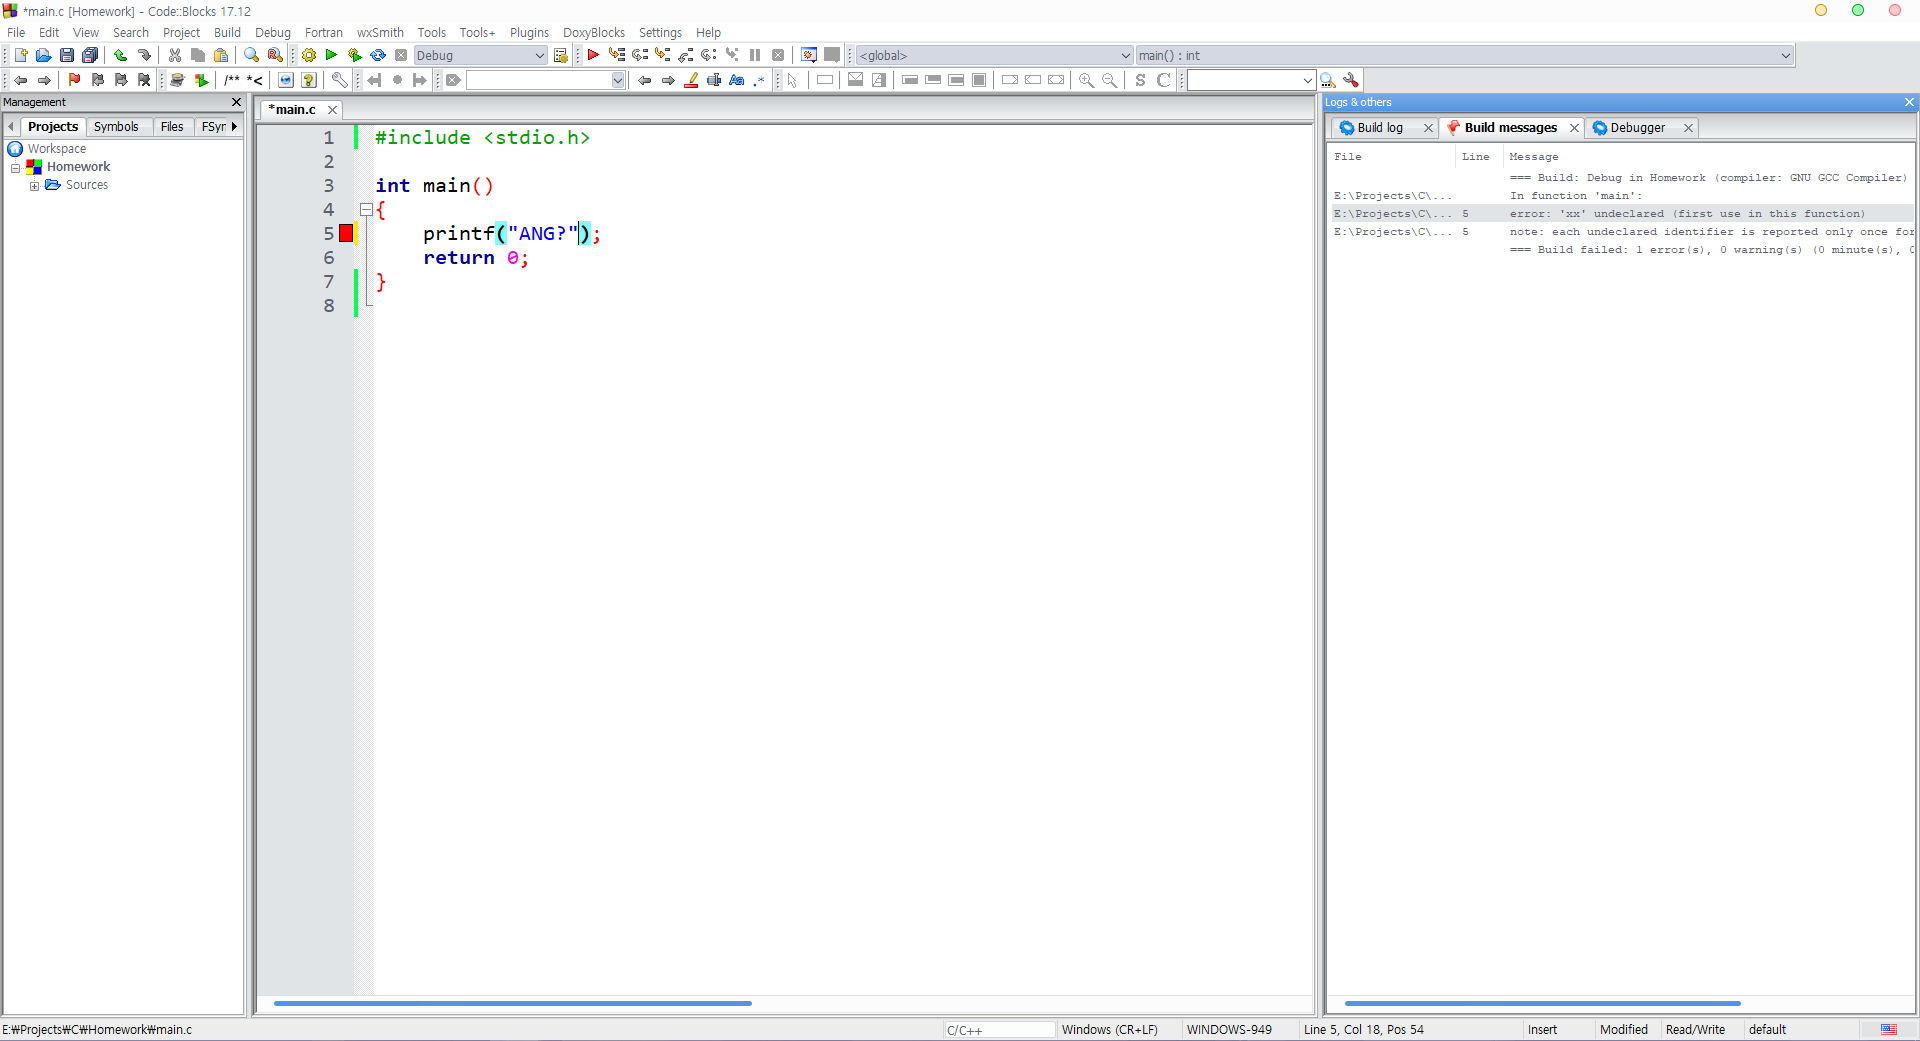 *main.c [Homework] - Code::Blocks 17.12
File Edit View Search Project Build Debug Fortran wxSmith Tools Tools+ Plugins DoxyBlocks Settings Help
Debug <global> main() : int
/** *<
Management
Projects Symbols Files FSyr
Workspace
Homework
Sources
*main.c
1 #include <stdio.h>
2
3 int main()
4 {
5 printf("ANG?");
6 return 0;
7 }
8
Logs & others
Build log Build messages Debugger
File Line Message
=== Build: Debug in Homework (compiler: GNU GCC Compiler)
E:\Projects\C\... In function 'main':
E:\Projects\C\... 5 error: 'xx' undeclared (first use in this function)
E:\Projects\C\... 5 note: each undeclared identifier is reported only once for
=== Build failed: 1 error(s), 0 warning(s) (0 minute(s),
E:₩Projects₩C₩Homework₩main.c C/C++ Windows (CR+LF) WINDOWS-949 Line 5, Col 18, Pos 54 Insert Modified Read/Write default